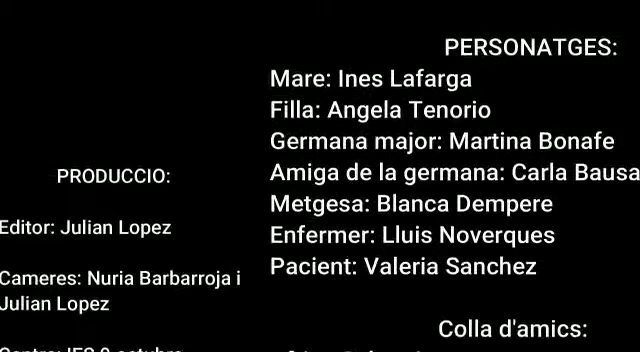 PERSONATGES:
Mare: Ines Lafarga
Filla: Angela Tenorio
Germana major: Martina Bonafe
Amiga de la germana: Carla Bausa
Metgesa: Blanca Dempere
Enfermer: Lluis Noverques
Pacient: Valeria Sanchez
Colla d'amics:
PRODUCCIO:
Editor: Julian Lopez
Cameres: Nuria Barbarroja i
Julian Lopez